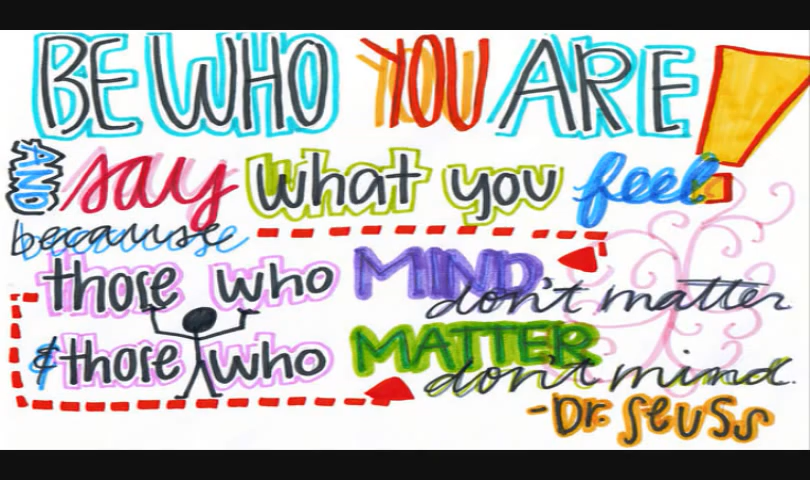 BE WHO YOU ARE!
AND say what you feel
because
those who MIND don't matter
& those who MATTER don't mind.
-Dr. Seuss